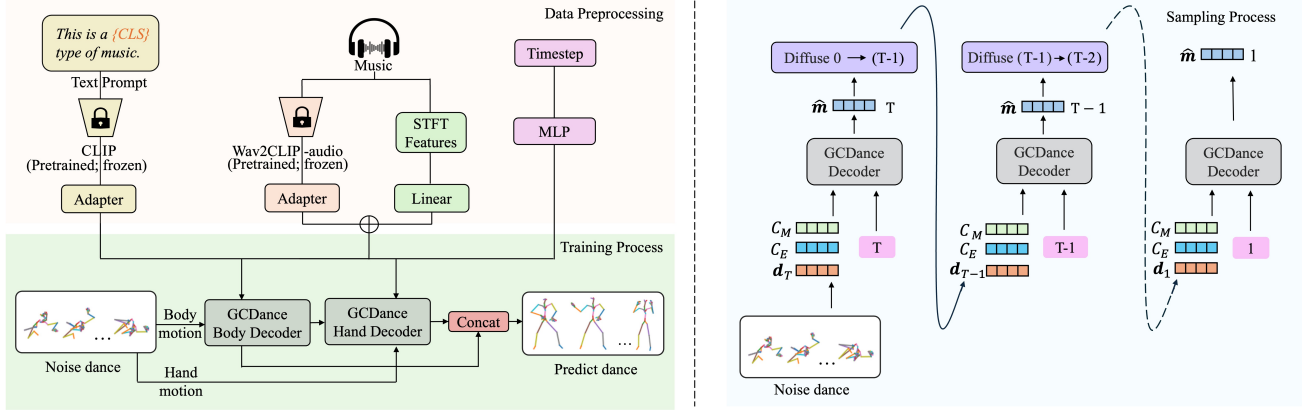 Data Preprocessing
This is a {CLS}
type of music.
Text Prompt
CLIP
(Pretrained; frozen)
Adapter
Music
Wav2CLIP-audio
(Pretrained; frozen)
Adapter
STFT
Features
Linear
Timestep
MLP
Training Process
Noise dance
Body
motion
Hand
motion
GCDance
Body Decoder
GCDance
Hand Decoder
Concat
...
...
Predict dance
Sampling Process
Diffuse 0 → (T-1)
m̂ T
GCDance
Decoder
C_M
C_E
d_T
T
...
Noise dance
Diffuse (T-1) → (T-2)
m̂ T − 1
GCDance
Decoder
C_M
C_E
d_{T−1}
T-1
m̂ 1
GCDance
Decoder
C_M
C_E
d_1
1